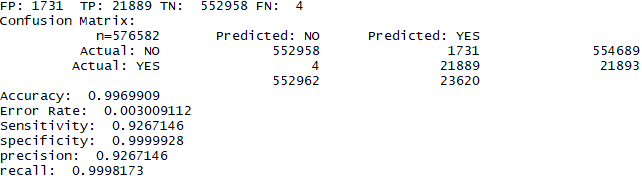 FP: 1731 TP: 21889 TN: 552958 FN: 4
Confusion Matrix:
n=576582 Predicted: NO Predicted: YES
Actual: NO 552958 1731 554689
Actual: YES 4 21889 21893
552962 23620
Accuracy: 0.9969909
Error Rate: 0.003009112
Sensitivity: 0.9267146
specificity: 0.9999928
precision: 0.9267146
recall: 0.9998173